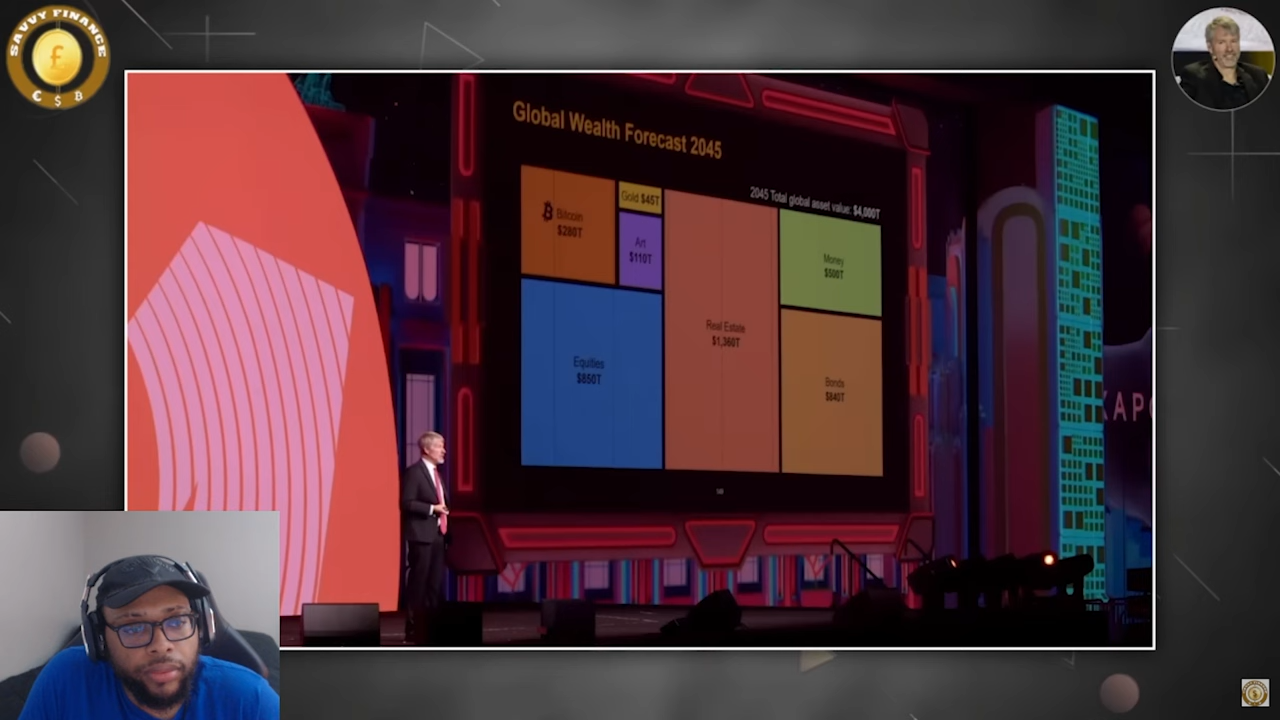 SAVVY FINANCE
£
€ $ ₿
Global Wealth Forecast 2045
2045 Total global asset value: $4,000T
₿ Bitcoin
$280T
Gold $45T
Art
$110T
Real Estate
$1,360T
Money
$500T
Equities
$850T
Bonds
$840T
KAP